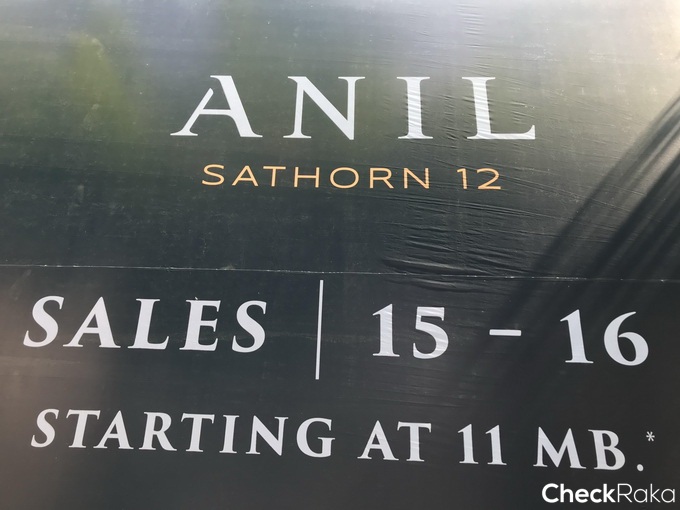 ANIL
SATHORN 12
SALES | 15 - 16
STARTING AT 11 MB.*
CheckRaka